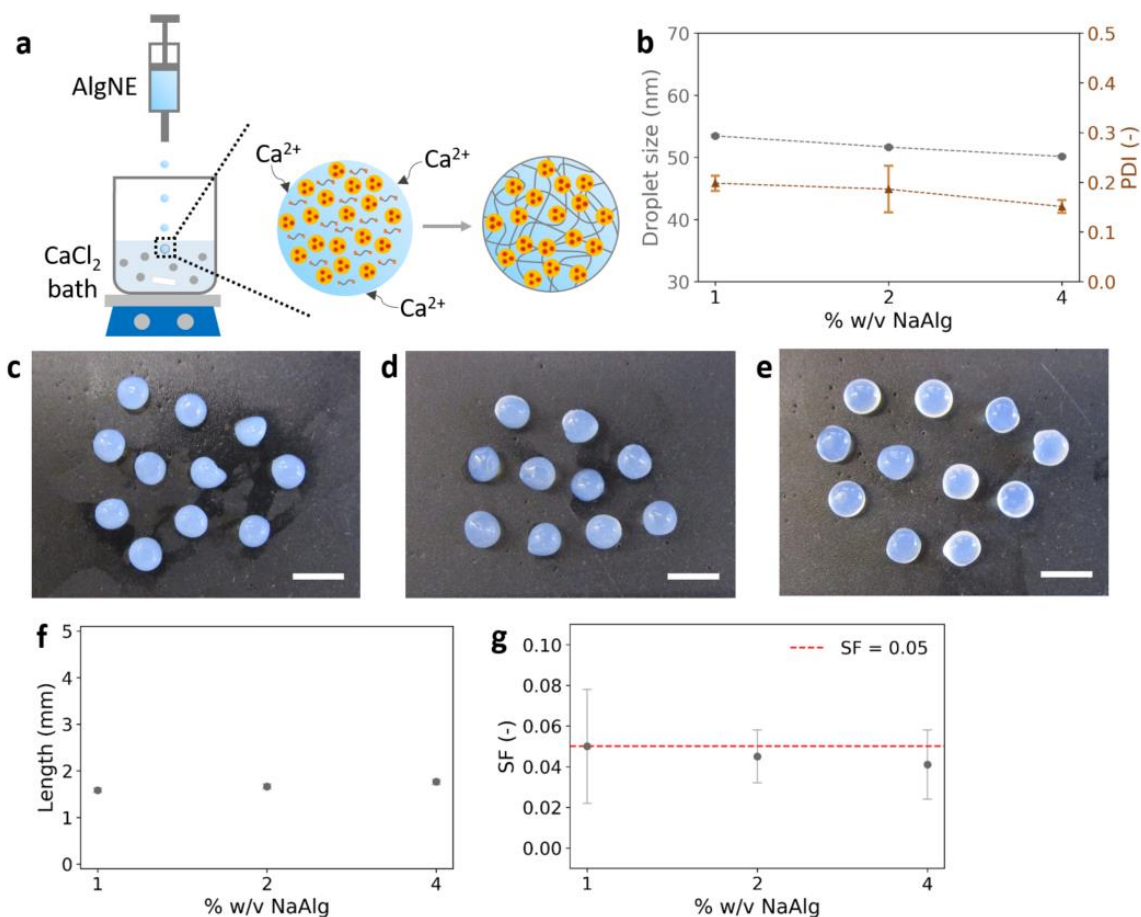 a
AlgNE
CaCl2
bath
Ca2+
Ca2+
Ca2+
b
Droplet size (nm)
70
60
50
40
30
PDI (-)
0.5
0.4
0.3
0.2
0.1
0.0
1
2
4
% w/v NaAlg
c
d
e
f
Length (mm)
5
4
3
2
1
0
1
2
4
% w/v NaAlg
g
SF (-)
0.10
0.08
0.06
0.04
0.02
0.00
SF = 0.05
1
2
4
% w/v NaAlg